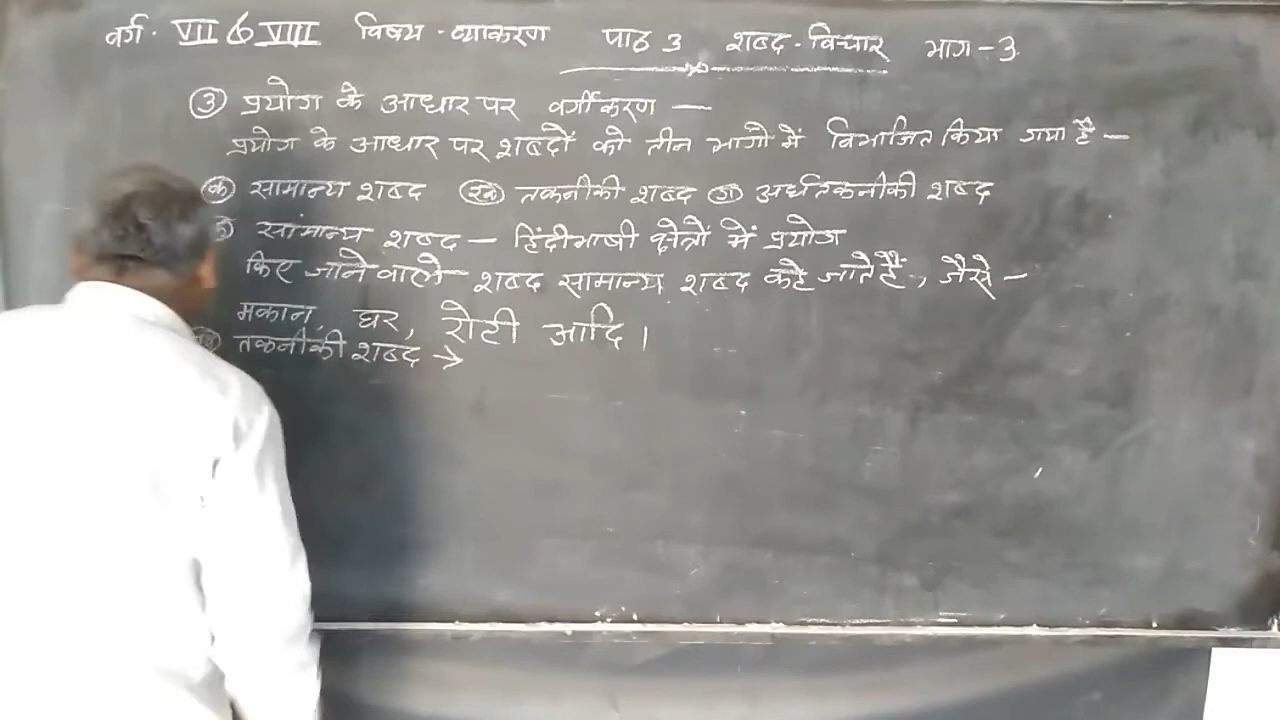 वर्ग. VII & VIII विषय - व्याकरण पाठ 3 शब्द - विचार भाग - 3
③ प्रयोग के आधार पर वर्गीकरण —
प्रयोग के आधार पर शब्दों को तीन भागों में विभाजित किया गया है —
(क) सामान्य शब्द (ख) तकनीकी शब्द (ग) अर्धतकनीकी शब्द
सामान्य शब्द — हिंदीभाषी क्षेत्रों में प्रयोग
किए जाने वाले शब्द सामान्य शब्द कहे जाते हैं, जैसे —
मकान, घर, रोटी आदि।
तकनीकी शब्द →